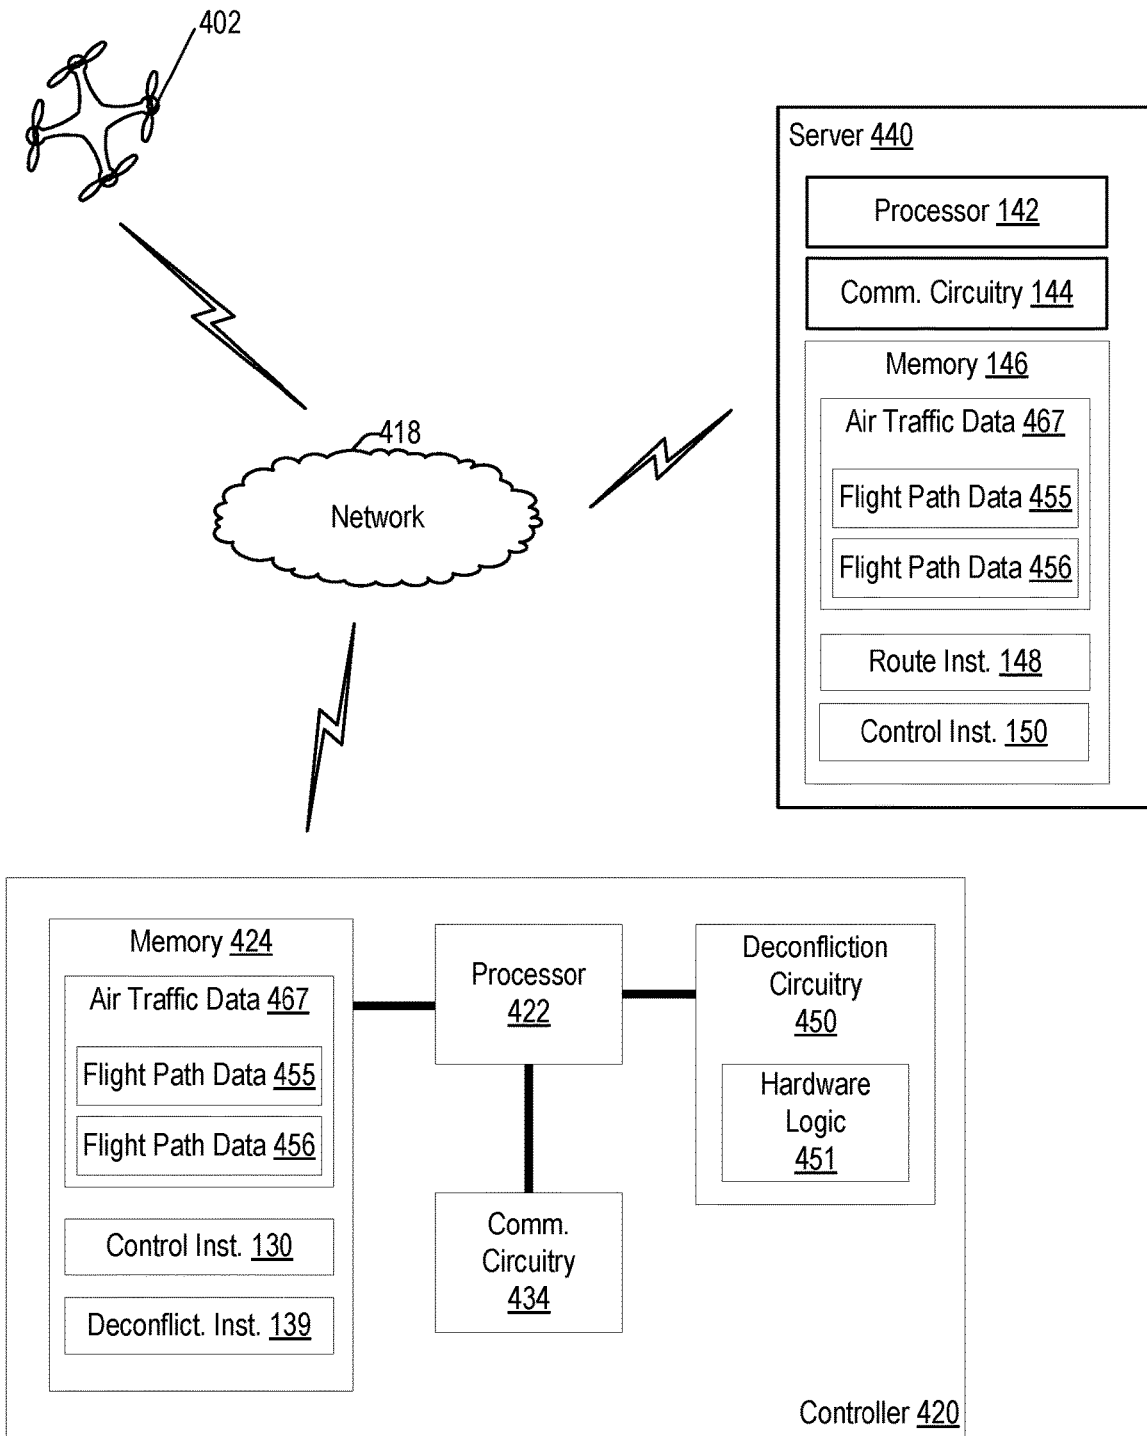 402
Server 440
Processor 142
Comm. Circuitry 144
Memory 146
Air Traffic Data 467
Flight Path Data 455
Flight Path Data 456
Route Inst. 148
Control Inst. 150
418
Network
Memory 424
Air Traffic Data 467
Flight Path Data 455
Flight Path Data 456
Control Inst. 130
Deconflict. Inst. 139
Processor
422
Comm.
Circuitry
434
Deconfliction
Circuitry
450
Hardware
Logic
451
Controller 420